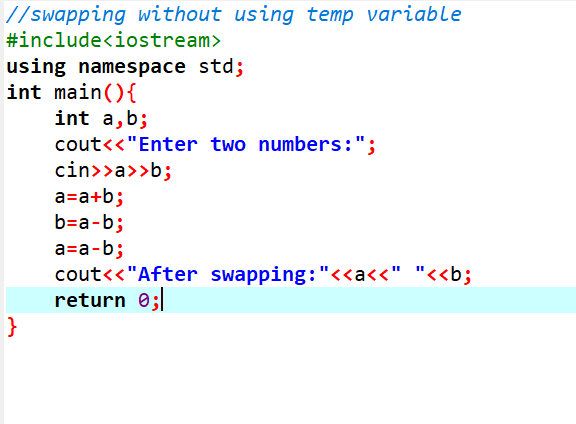 //swapping without using temp variable
#include<iostream>
using namespace std;
int main(){
    int a,b;
    cout<<"Enter two numbers:";
    cin>>a>>b;
    a=a+b;
    b=a-b;
    a=a-b;
    cout<<"After swapping:"<<a<<" "<<b;
    return 0;
}